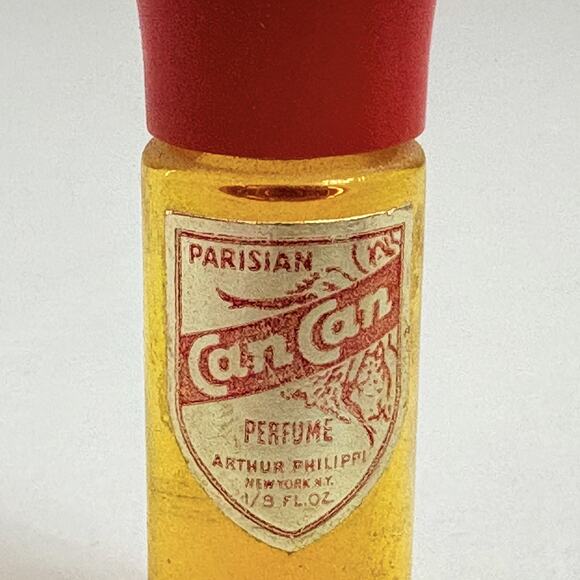 PARISIAN
Can Can
PERFUME
ARTHUR PHILIPPI
NEW YORK N.Y.
1/8 FL.OZ